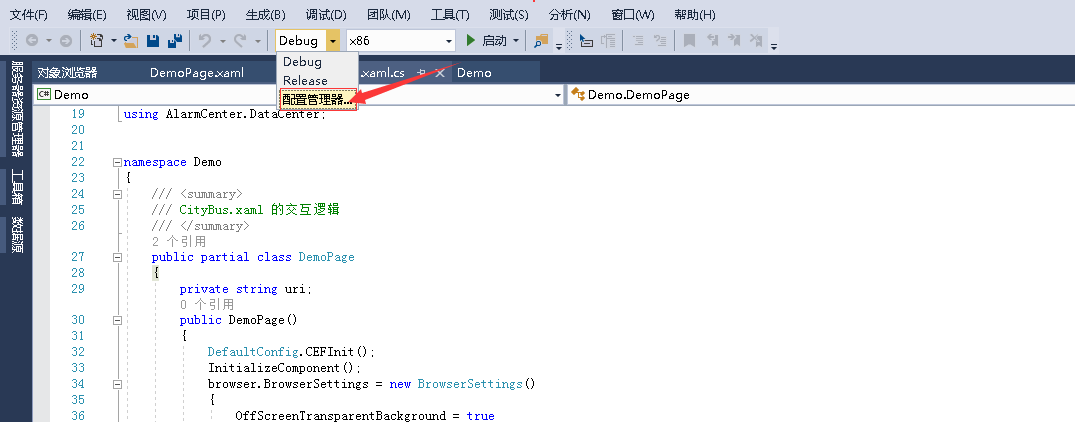 文件(F) 编辑(E) 视图(V) 项目(P) 生成(B) 调试(D) 团队(M) 工具(T) 测试(S) 分析(N) 窗口(W) 帮助(H)
Debug x86 启动
Debug
Release
配置管理器...
对象浏览器 DemoPage.xaml .xaml.cs Demo
服务器资源管理器
工具箱
数据源
C# Demo Demo.DemoPage
19 using AlarmCenter.DataCenter;
20
21
22 namespace Demo
23 {
24 /// <summary>
25 /// CityBus.xaml 的交互逻辑
26 /// </summary>
2 个引用
27 public partial class DemoPage
28 {
29 private string uri;
0 个引用
30 public DemoPage()
31 {
32 DefaultConfig.CEFInit();
33 InitializeComponent();
34 browser.BrowserSettings = new BrowserSettings()
35 {
36 OffScreenTransparentBackground = true